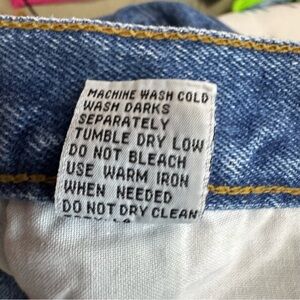 MACHINE WASH COLD
WASH DARKS
SEPARATELY
TUMBLE DRY LOW
DO NOT BLEACH
USE WARM IRON
WHEN NEEDED
DO NOT DRY CLEAN